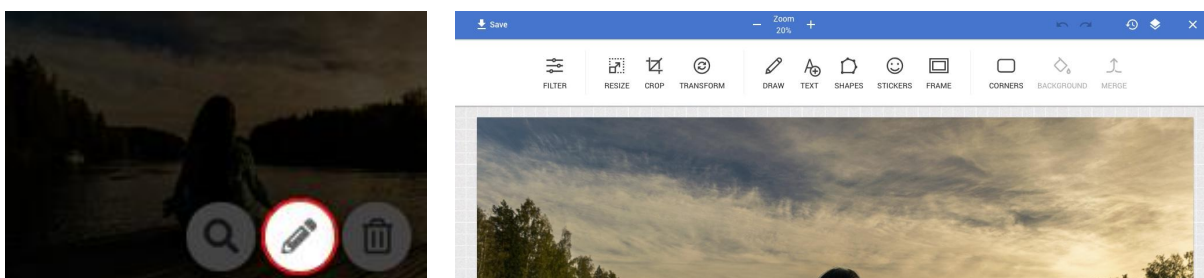 Save
Zoom
20%
FILTER RESIZE CROP TRANSFORM DRAW TEXT SHAPES STICKERS FRAME CORNERS BACKGROUND MERGE